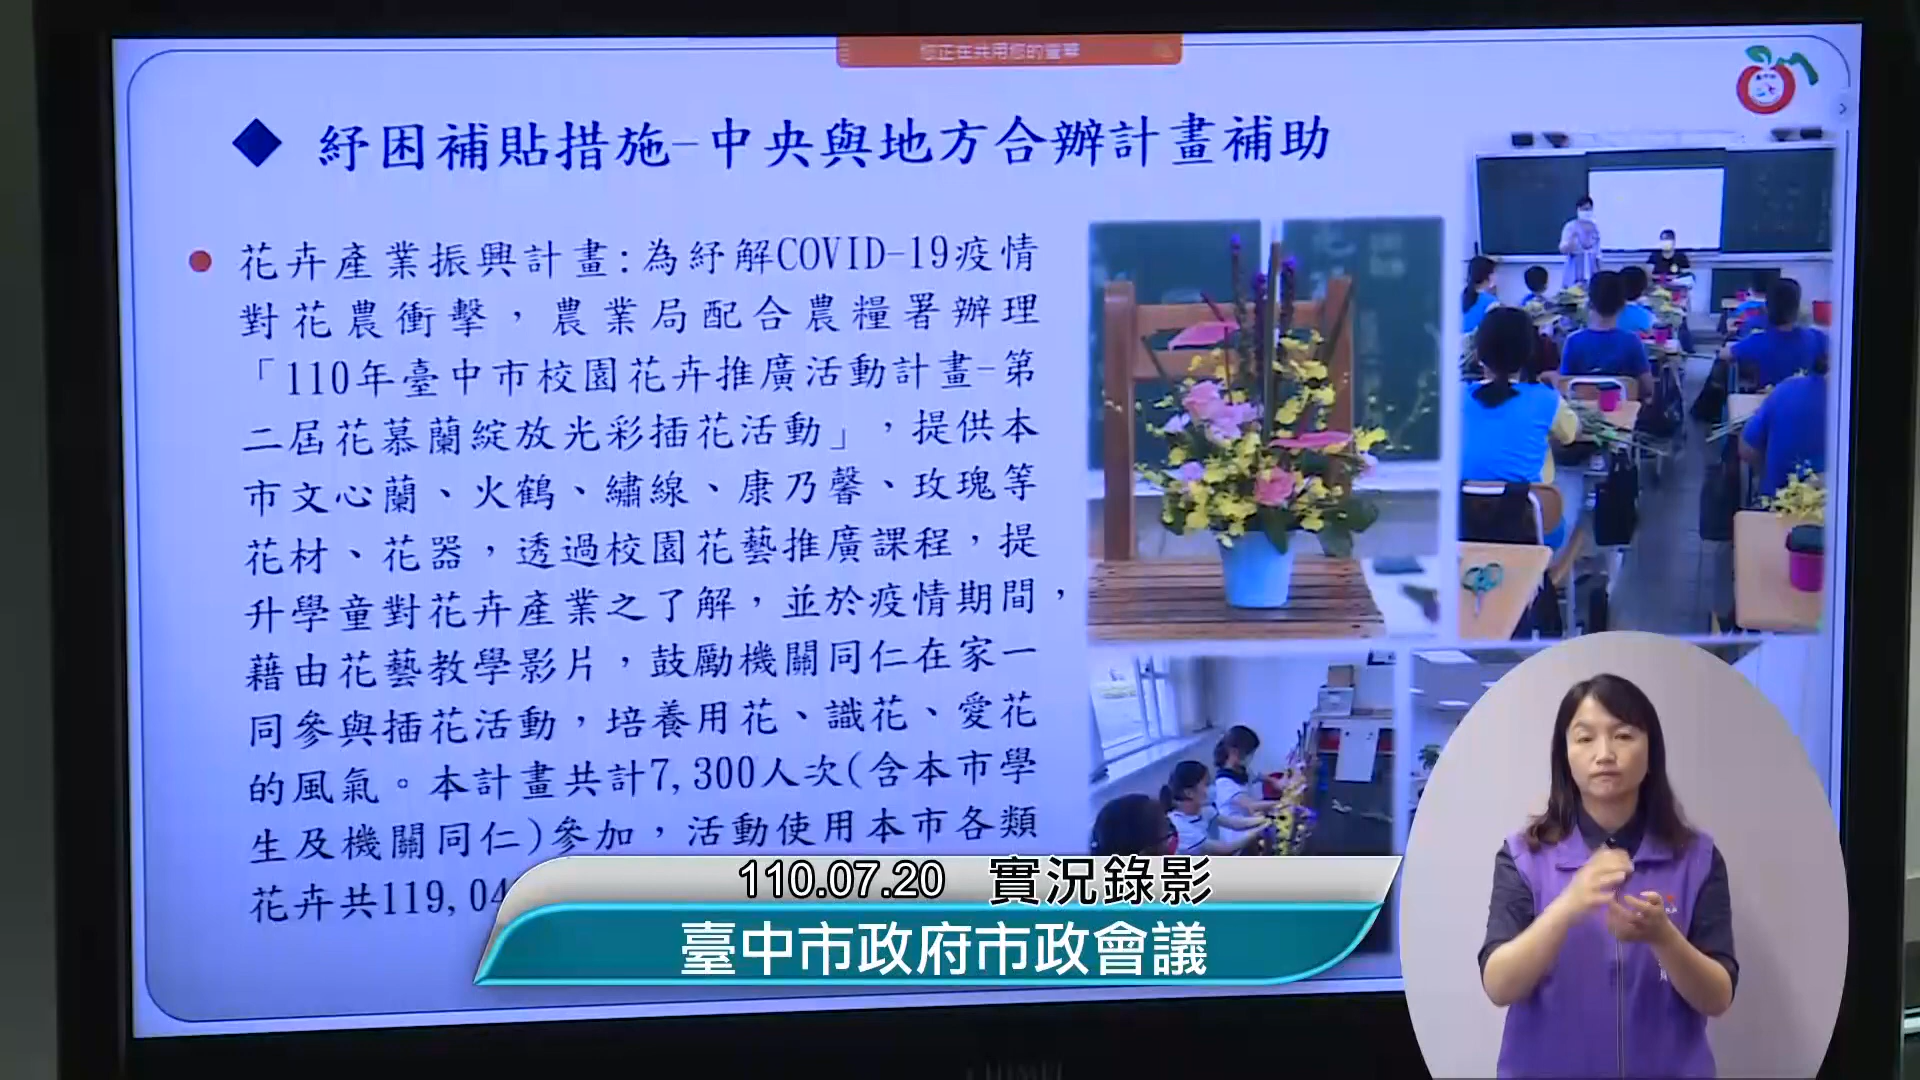 您正在共用您的螢幕
◆ 紓困補貼措施-中央與地方合辦計畫補助
花卉產業振興計畫:為紓解COVID-19疫情
對花農衝擊，農業局配合農糧署辦理
「110年臺中市校園花卉推廣活動計畫-第
二屆花慕蘭綻放光彩插花活動」，提供本
市文心蘭、火鶴、繡線、康乃馨、玫瑰等
花材、花器，透過校園花藝推廣課程，提
升學童對花卉產業之了解，並於疫情期間，
藉由花藝教學影片，鼓勵機關同仁在家一
同參與插花活動，培養用花、識花、愛花
的風氣。本計畫共計7,300人次(含本市學
生及機關同仁)參加，活動使用本市各類
花卉共119,04
110.07.20 實況錄影
臺中市政府市政會議
CHIMEI